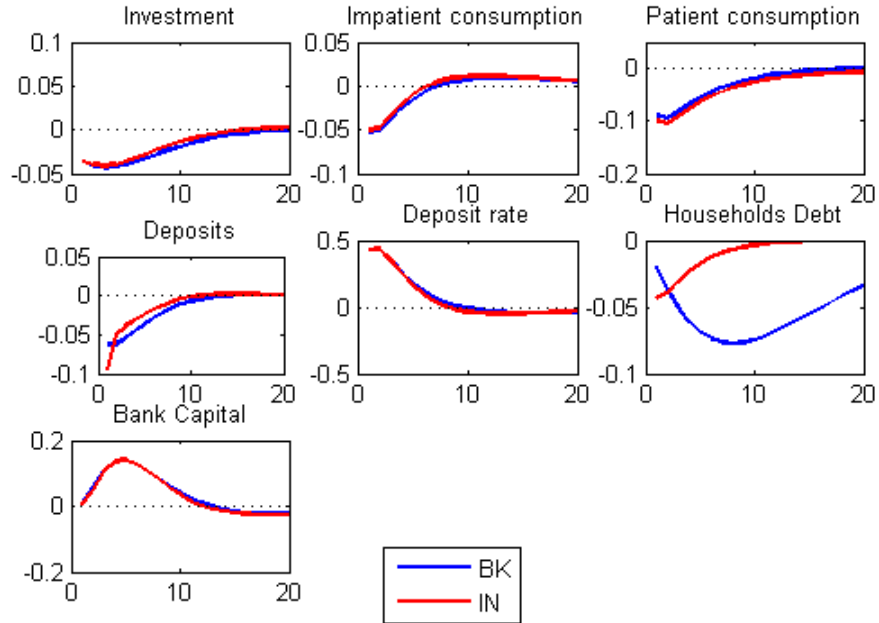 Investment
Impatient consumption
Patient consumption
0.1
0.05
0
-0.05
0 10 20
0.05
0
-0.05
-0.1
0 10 20
0
-0.1
-0.2
0 10 20
Deposits
Deposit rate
Households Debt
0.05
0
-0.05
-0.1
0 10 20
0.5
0
-0.5
0 10 20
0
-0.05
-0.1
0 10 20
Bank Capital
0.2
0
-0.2
0 10 20
BK
IN